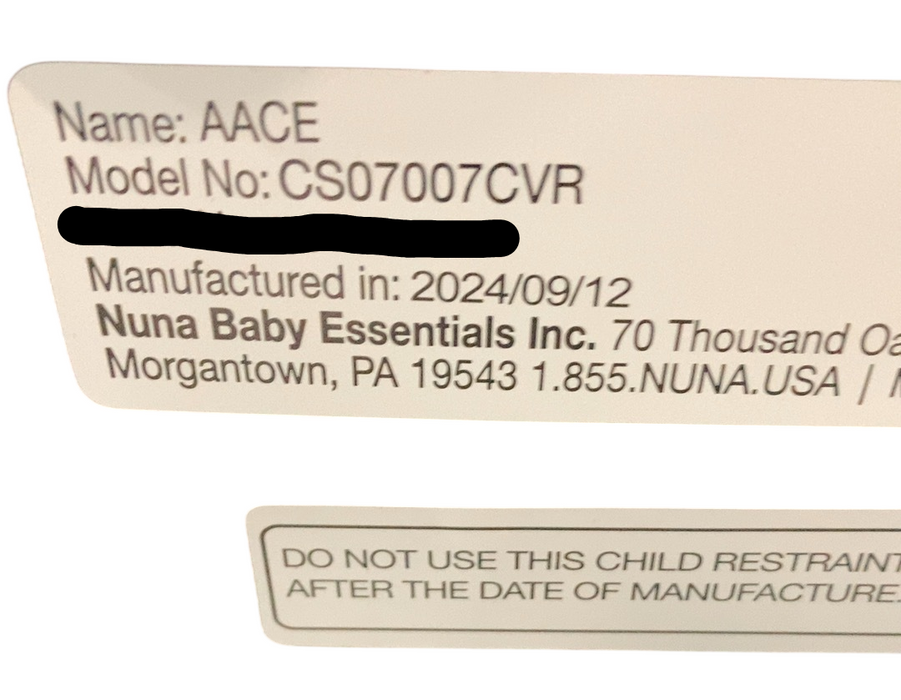 Name: AACE
Model No: CS07007CVR
Manufactured in: 2024/09/12
Nuna Baby Essentials Inc. 70 Thousand
Morgantown, PA 19543 1.855.NUNA.USA /
DO NOT USE THIS CHILD RESTRAINT
AFTER THE DATE OF MANUFACTURE.